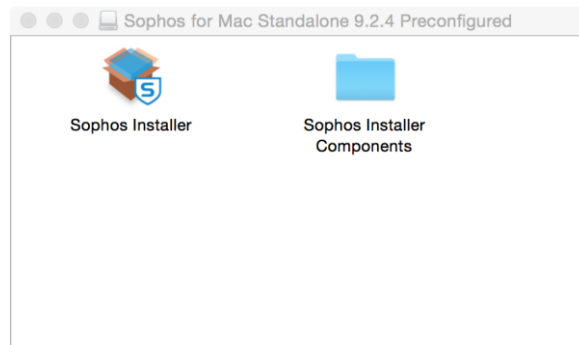 Sophos for Mac Standalone 9.2.4 Preconfigured
S
Sophos Installer
Sophos Installer
Components